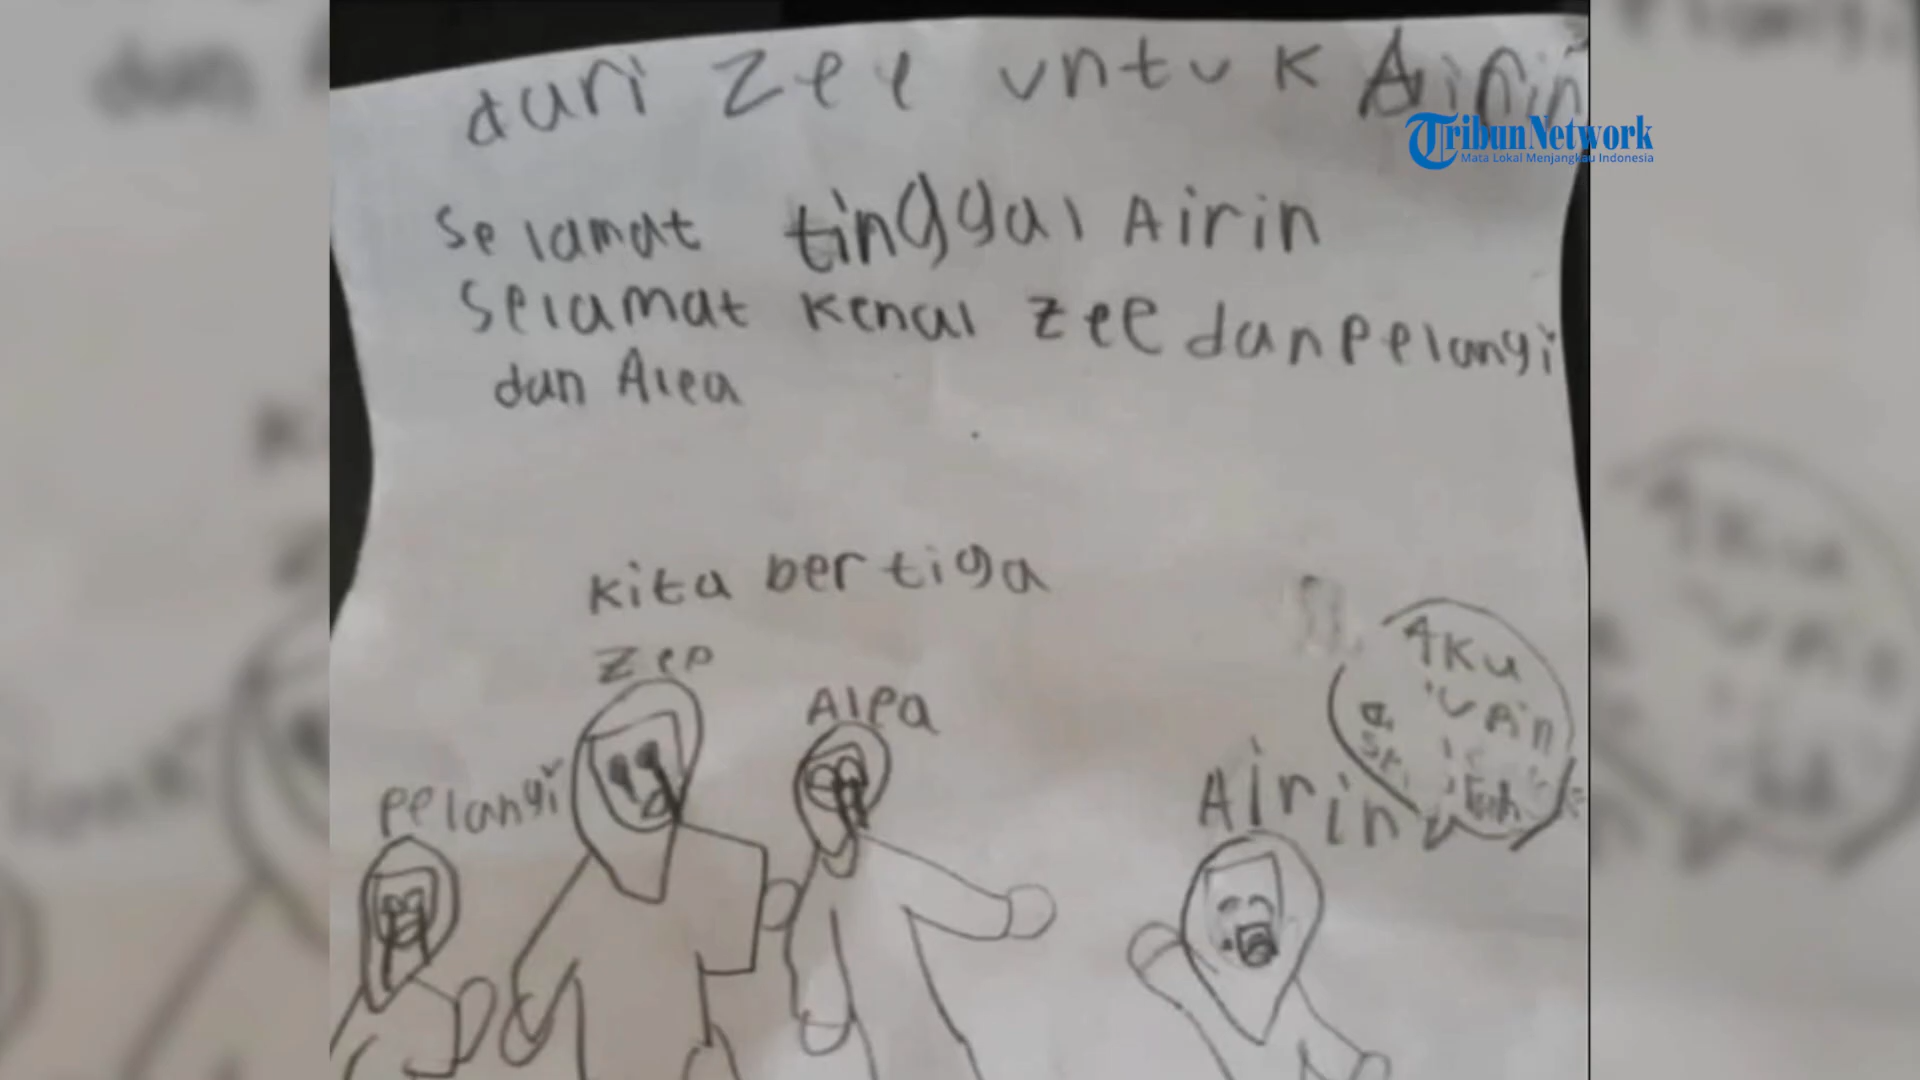 dari Zee untuk Airin
TribunNetwork
Mata Lokal Menjangkau Indonesia
Selamat tinggal Airin
Selamat kenal Zee dan pelangi
dan Alea
kita bertiga
Zee
Alea
pelangi
Airin
Aku